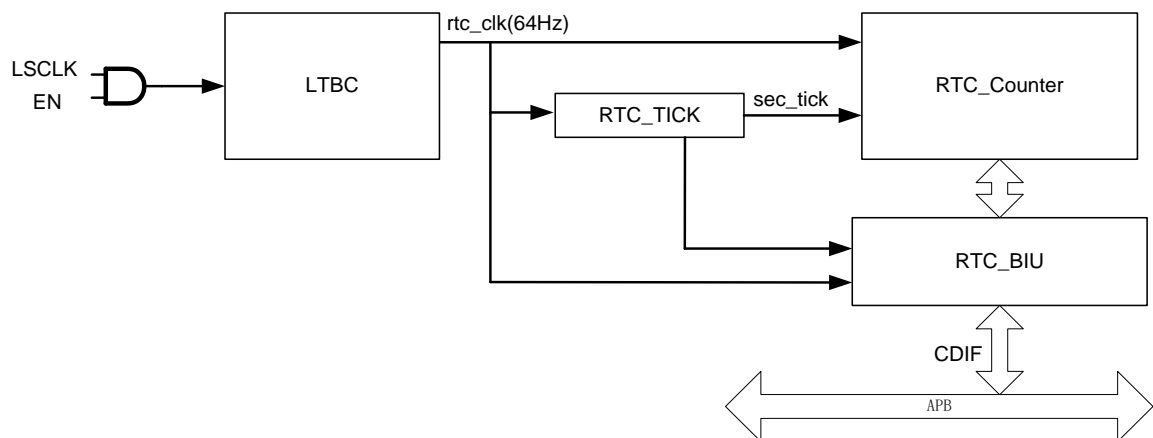 rtc_clk(64Hz)
LSCLK
EN
LTBC
RTC_Counter
RTC_TICK
sec_tick
RTC_BIU
CDIF
APB